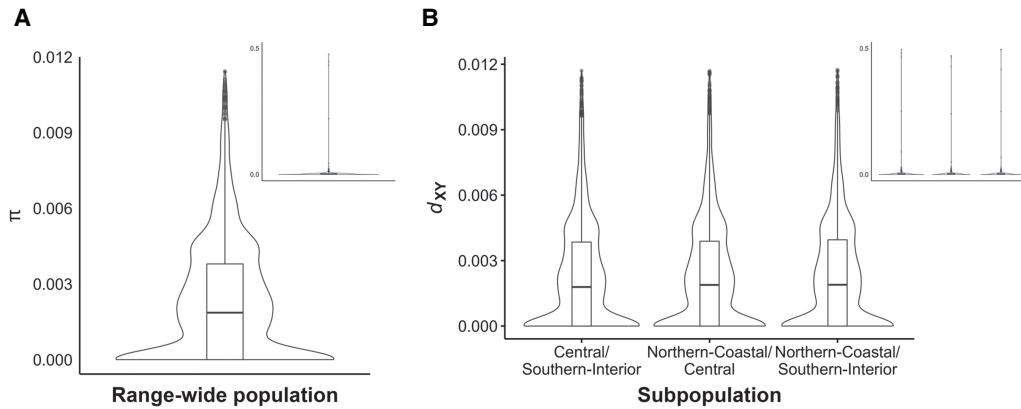 A
0.012
0.009
0.006
0.003
0.000
π
0.5
0.0
Range-wide population
B
0.012
0.009
0.006
0.003
0.000
dXY
0.5
0.0
Central/
Southern-Interior
Northern-Coastal/
Central
Northern-Coastal/
Southern-Interior
Subpopulation